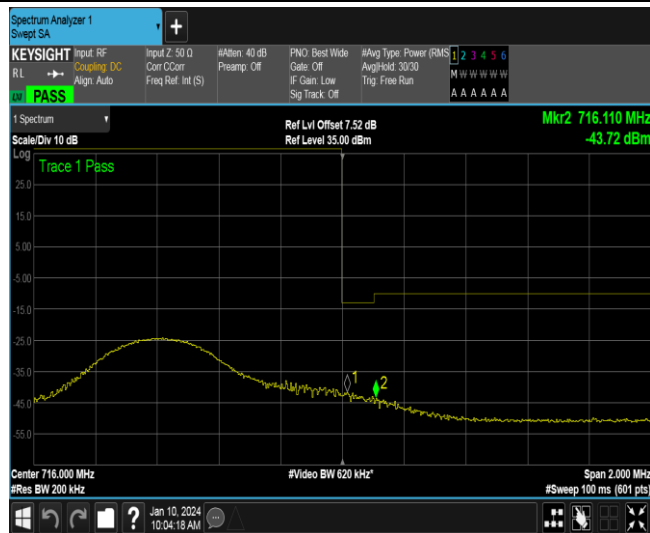 Spectrum Analyzer 1
Swept SA
+
KEYSIGHT
RL
LV PASS
Input: RF
Coupling: DC
Align: Auto
Input Z: 50 Ω
Corr CCorr
Freq Ref: Int (S)
#Atten: 40 dB
Preamp: Off
PNO: Best Wide
Gate: Off
IF Gain: Low
Sig Track: Off
#Avg Type: Power (RMS
Avg|Hold: 30/30
Trig: Free Run
1 2 3 4 5 6
M W W W W W
A A A A A A
1 Spectrum
Scale/Div 10 dB
Ref Lvl Offset 7.52 dB
Ref Level 35.00 dBm
Mkr2 716.110 MHz
-43.72 dBm
Log
Trace 1 Pass
25.0
15.0
5.00
-5.00
-15.0
-25.0
-35.0
-45.0
-55.0
1
2
Center 716.000 MHz
#Res BW 200 kHz
#Video BW 620 kHz*
Span 2.000 MHz
#Sweep 100 ms (601 pts)
?
Jan 10, 2024
10:04:18 AM